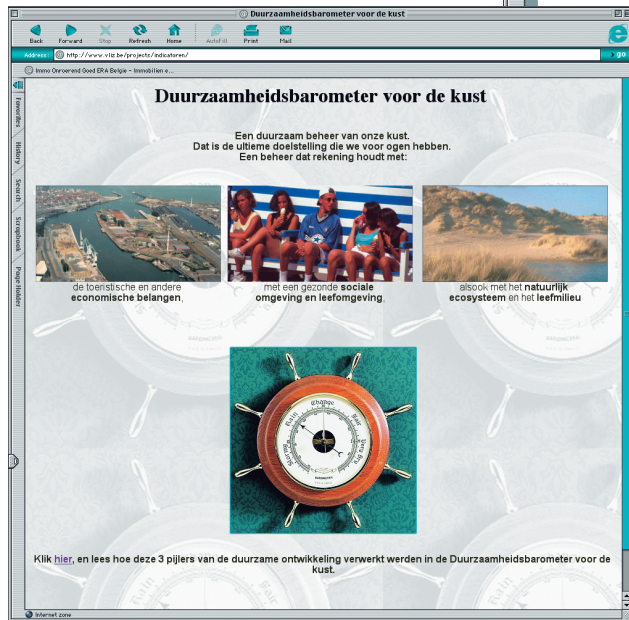 Duurzaamheidsbarometer voor de kust
Back Forward Stop Refresh Home AutoFill Print Mail
Address: http://www.vliz.be/projects/indicatoren/ go
Immo Onroerend Goed ERA Belgie - Immobilien e...
Favorites
History
Search
Scrapbook
Page Holder
Duurzaamheidsbarometer voor de kust
Een duurzaam beheer van onze kust.
Dat is de ultieme doelstelling die we voor ogen hebben.
Een beheer dat rekening houdt met:
de toeristische en andere
economische belangen,
met een gezonde sociale
omgeving en leefomgeving,
alsook met het natuurlijk
ecosysteem en het leefmilieu
Change
Rain
Fair
Stormy
Very Dry
BAROMETER
Klik hier, en lees hoe deze 3 pijlers van de duurzame ontwikkeling verwerkt werden in de Duurzaamheidsbarometer voor de
kust.
Internet zone